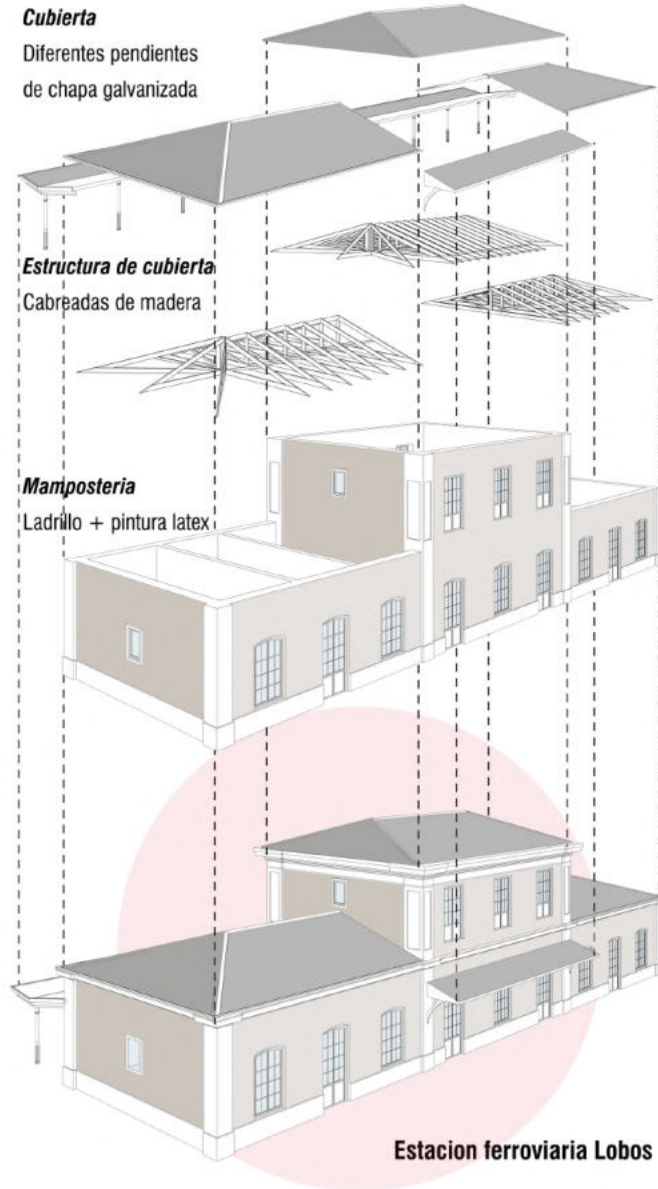 Cubierta
Diferentes pendientes
de chapa galvanizada
Estructura de cubierta
Cabreadas de madera
Mamposteria
Ladrillo + pintura latex
Estacion ferroviaria Lobos